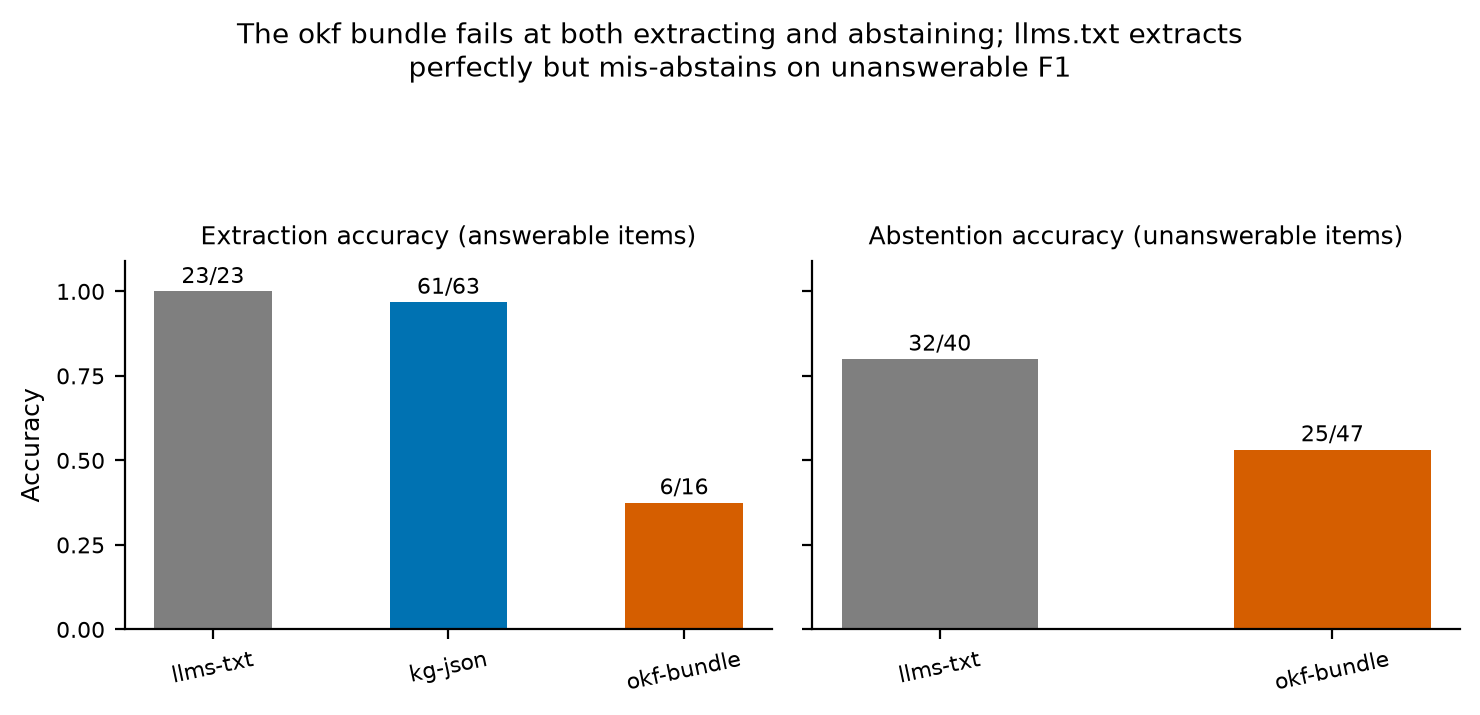 The okf bundle fails at both extracting and abstaining; llms.txt extracts
perfectly but mis-abstains on unanswerable F1
Extraction accuracy (answerable items)
Accuracy
1.00
0.75
0.50
0.25
0.00
23/23
61/63
6/16
llms-txt
kg-json
okf-bundle
Abstention accuracy (unanswerable items)
32/40
25/47
llms-txt
okf-bundle